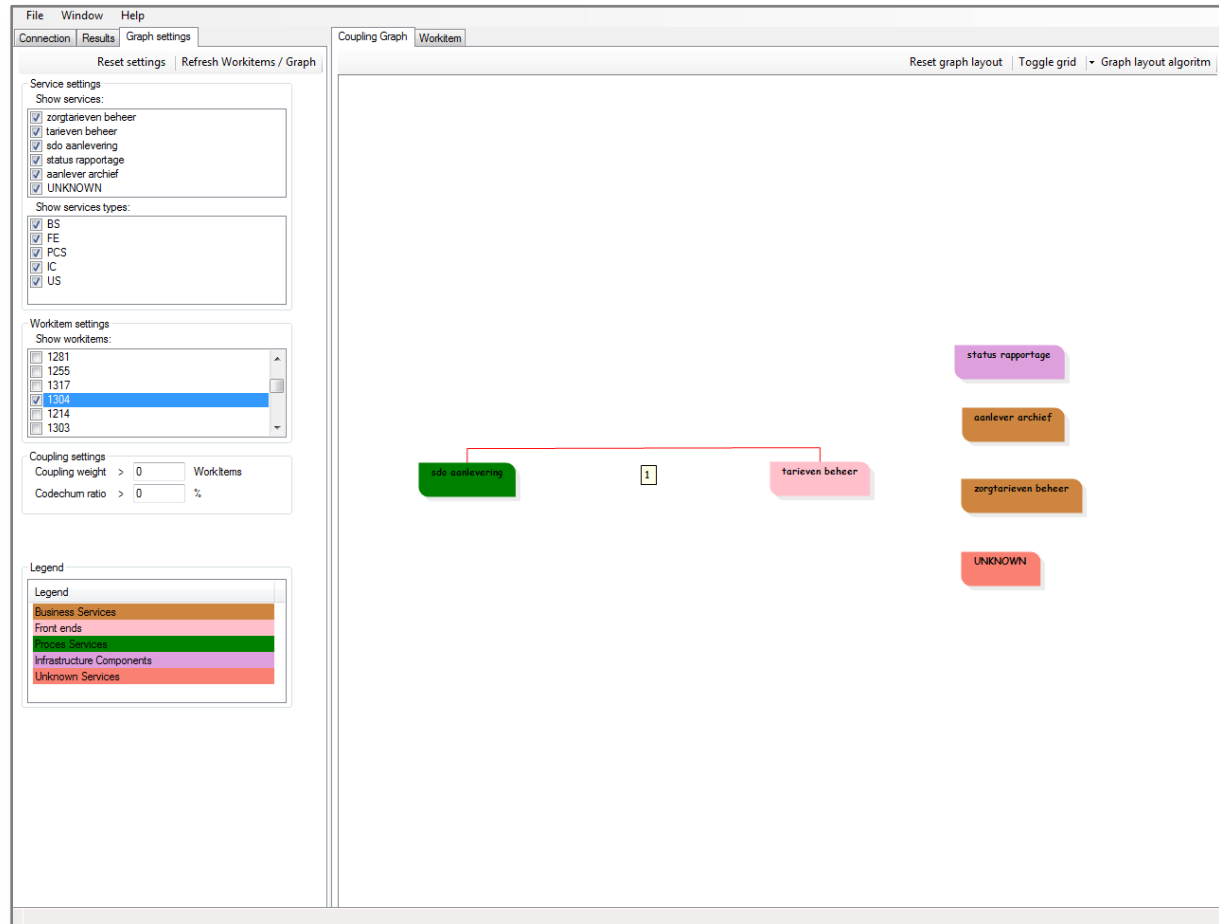 File Window Help
Connection Results Graph settings
Reset settings Refresh Workitems / Graph
Service settings
Show services:
zorgtarieven beheer
tarieven beheer
sdo aanlevering
status rapportage
aanlever archief
UNKNOWN
Show services types:
BS
FE
PCS
IC
US
Workitem settings
Show workitems:
1281
1255
1317
1304
1214
1303
Coupling settings
Coupling weight > 0 WorkItems
Codechurn ratio > 0 %
Legend
Legend
Business Services
Front ends
Proces Services
Infrastructure Components
Unknown Services
Coupling Graph Workitem
Reset graph layout Toggle grid Graph layout algoritm
status rapportage
aanlever archief
sdo aanlevering
1
tarieven beheer
zorgtarieven beheer
UNKNOWN